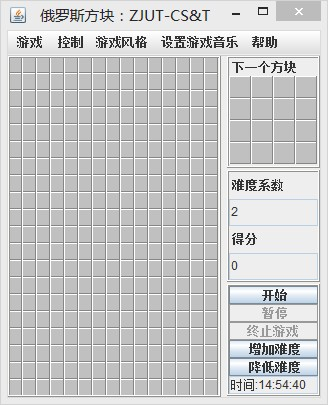 俄罗斯方块：ZJUT-CS&T
游戏 控制 游戏风格 设置游戏音乐 帮助
下一个方块
难度系数
2
得分
0
开始
暂停
终止游戏
增加难度
降低难度
时间:14:54:40